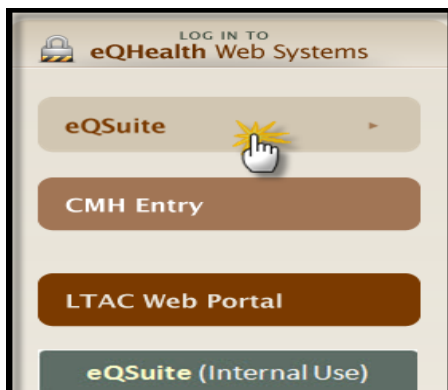 LOG IN TO
eQHealth Web Systems
eQSuite
CMH Entry
LTAC Web Portal
eQSuite (Internal Use)